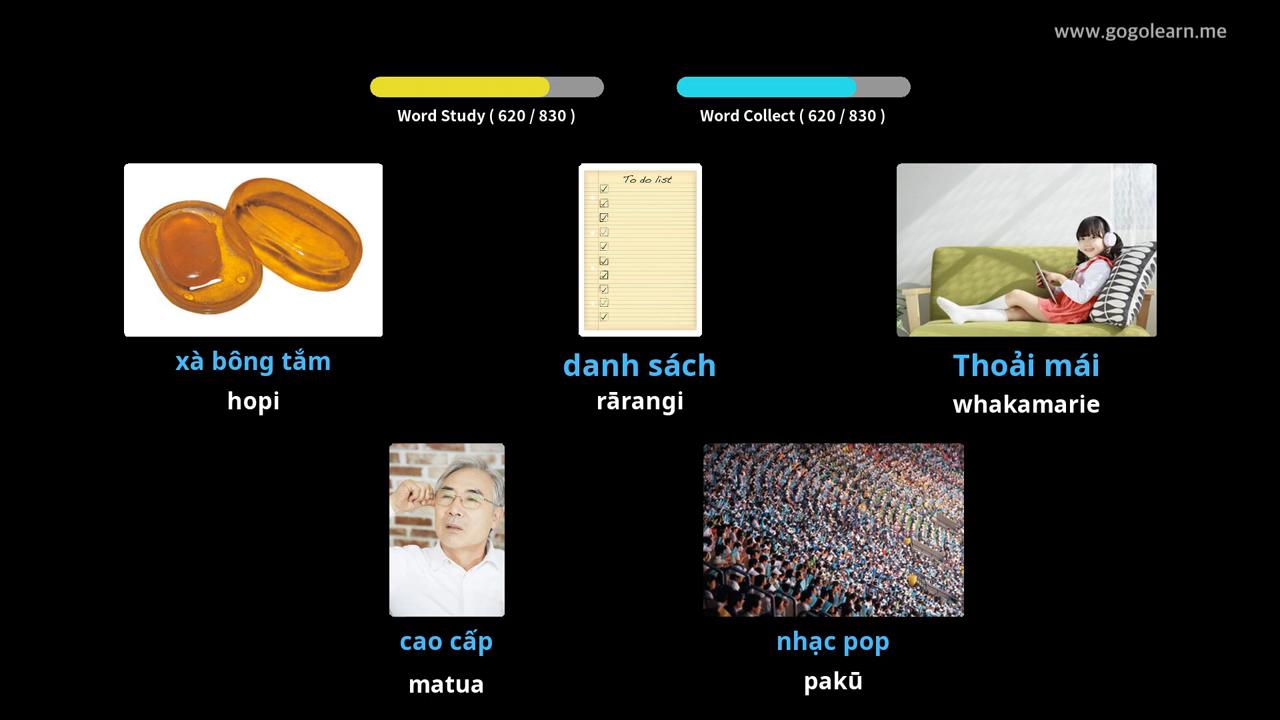 www.gogolearn.me
Word Study ( 620 / 830 )
Word Collect ( 620 / 830 )
To do list
xà bông tắm
hopi
danh sách
rārangi
Thoải mái
whakamarie
cao cấp
matua
nhạc pop
pakū